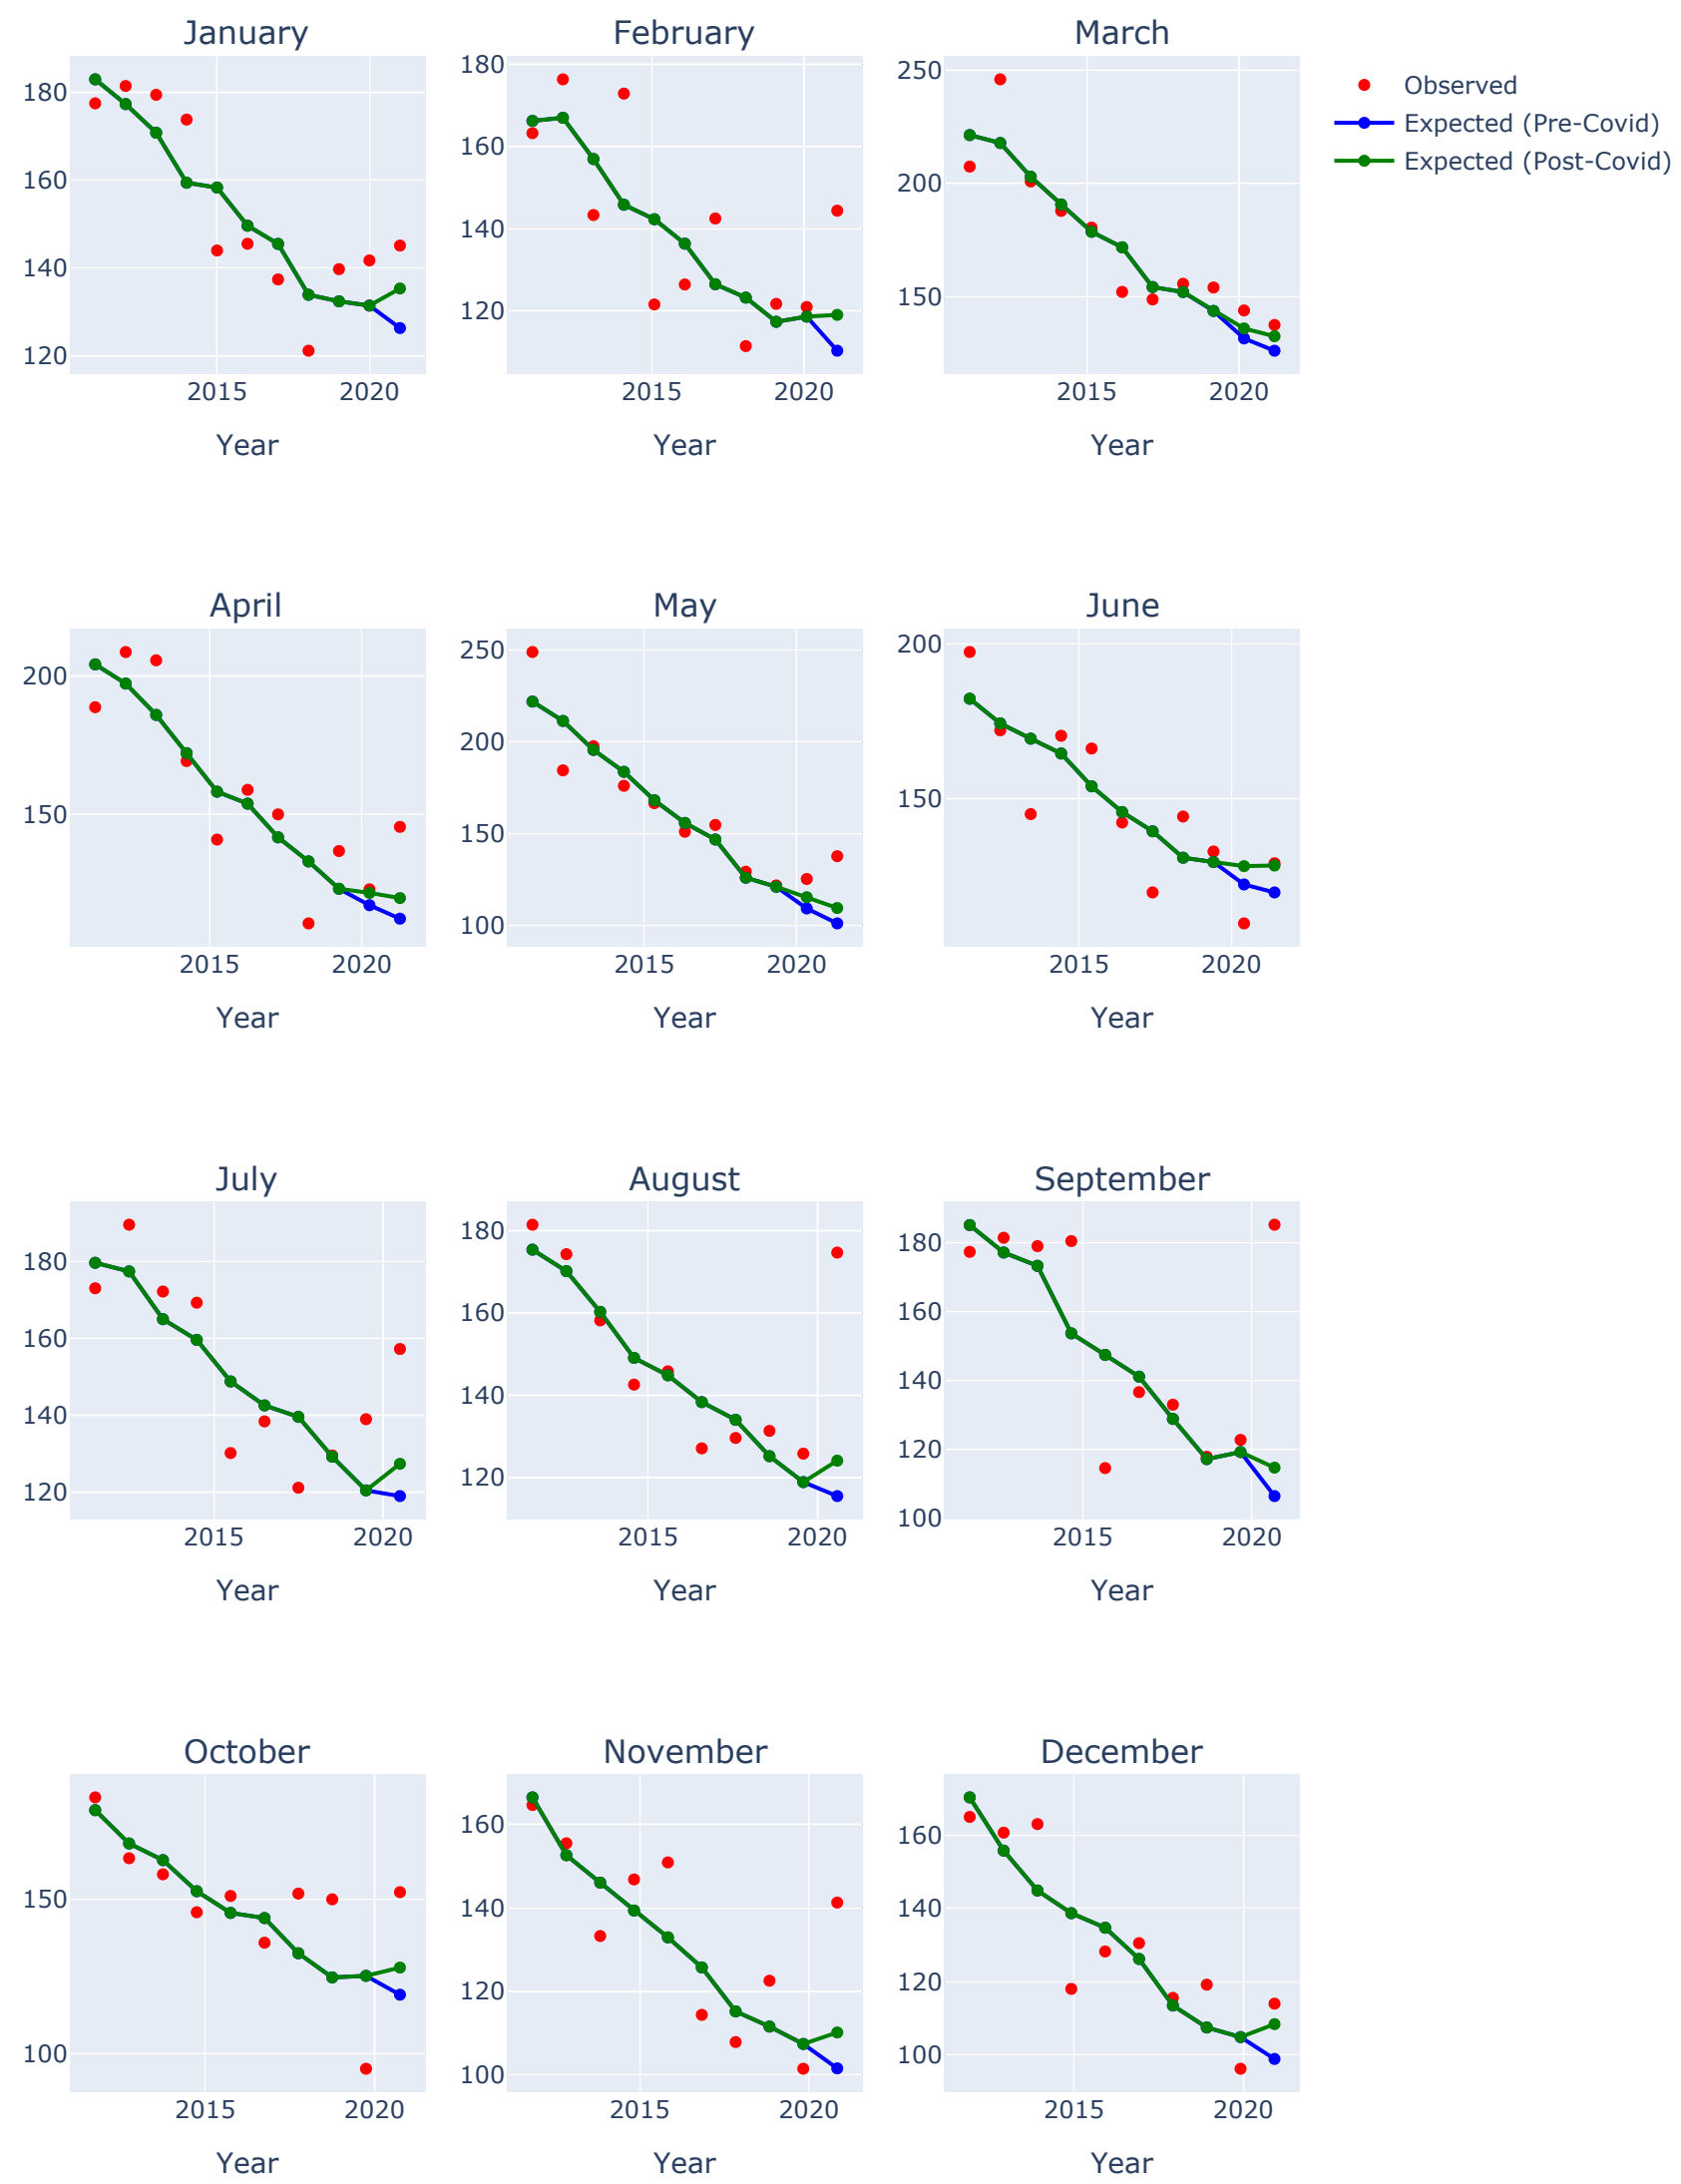 January
February
March
180
160
140
120
2015
2020
Year
180
160
140
120
2015
2020
Year
250
200
150
2015
2020
Year
Observed
Expected (Pre-Covid)
Expected (Post-Covid)
April
May
June
200
150
2015
2020
Year
250
200
150
100
2015
2020
Year
200
150
2015
2020
Year
July
August
September
180
160
140
120
2015
2020
Year
180
160
140
120
2015
2020
Year
180
160
140
120
100
2015
2020
Year
October
November
December
150
100
2015
2020
Year
160
140
120
100
2015
2020
Year
160
140
120
100
2015
2020
Year